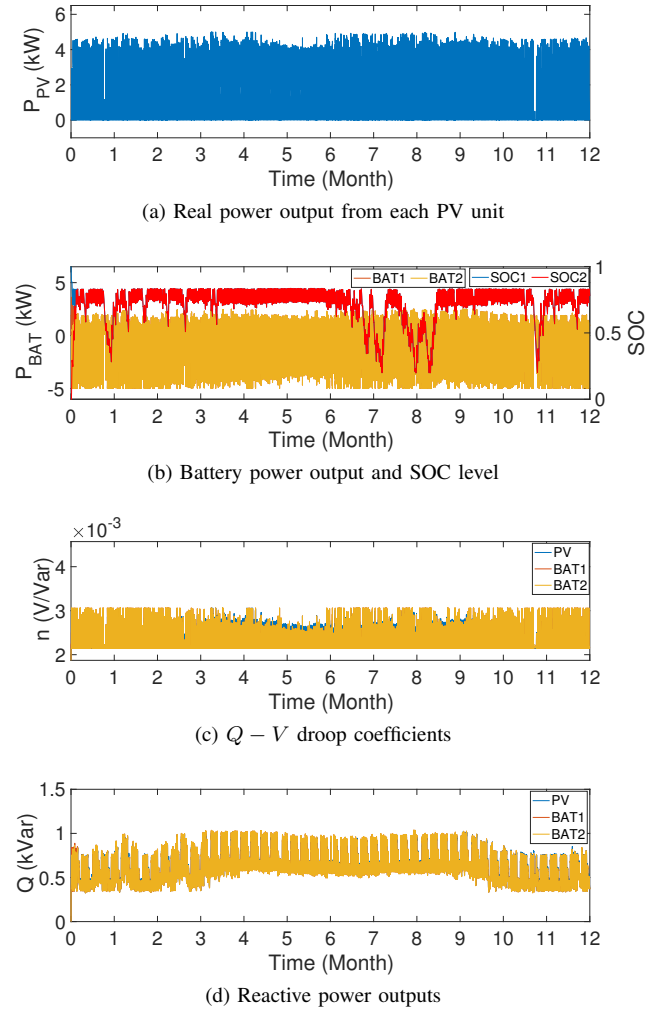 6
4
2
0
P_PV (kW)
0 1 2 3 4 5 6 7 8 9 10 11 12
Time (Month)
(a) Real power output from each PV unit
5
0
-5
P_BAT (kW)
BAT1 BAT2 SOC1 SOC2
1
0.5
0
SOC
0 1 2 3 4 5 6 7 8 9 10 11 12
Time (Month)
(b) Battery power output and SOC level
×10^-3
4
3
2
n (V/Var)
PV
BAT1
BAT2
0 1 2 3 4 5 6 7 8 9 10 11 12
Time (Month)
(c) Q − V droop coefficients
1.5
1
0.5
0
Q (kVar)
PV
BAT1
BAT2
0 1 2 3 4 5 6 7 8 9 10 11 12
Time (Month)
(d) Reactive power outputs